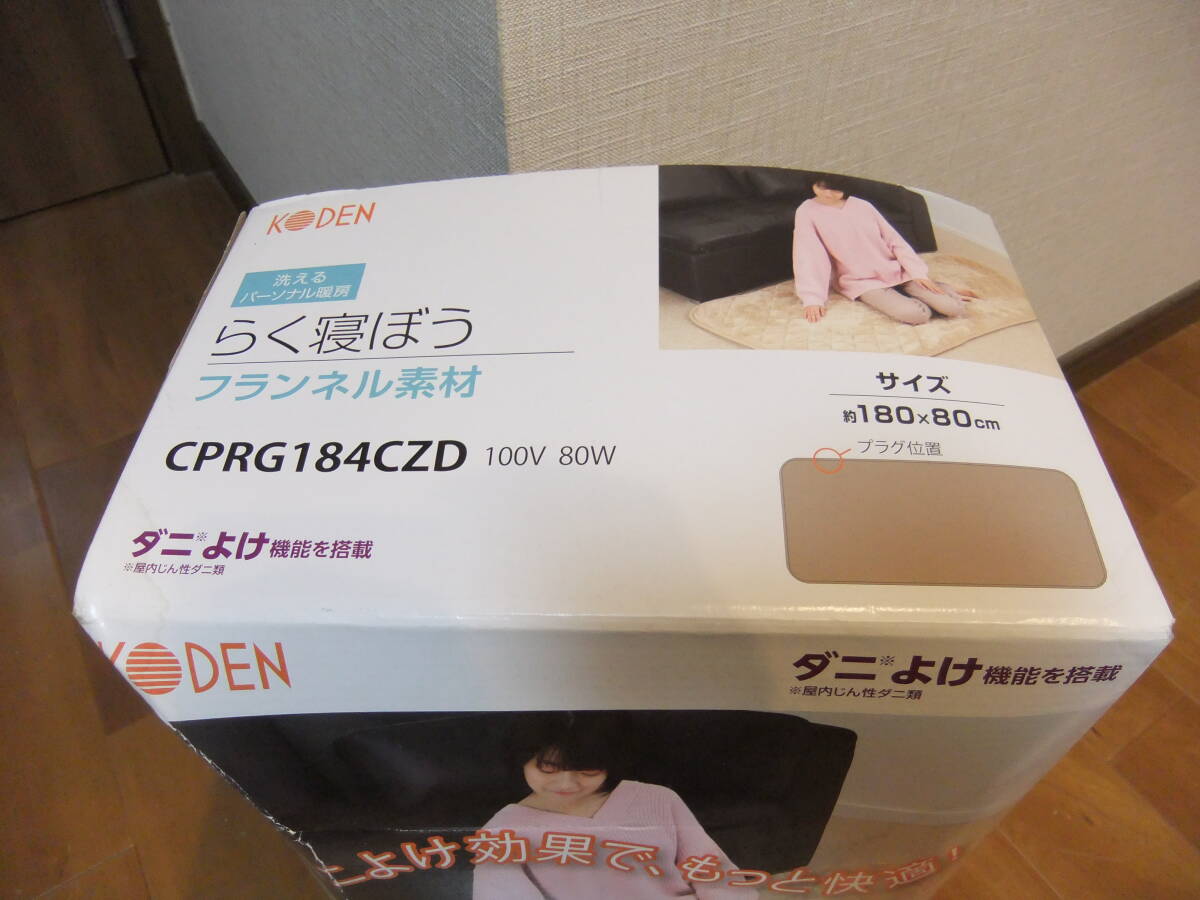 KODEN
洗える
パーソナル暖房
らく寝ぼう
フランネル素材
CPRG184CZD 100V 80W
ダニ※よけ機能を搭載
※屋内じん性ダニ類
サイズ
約180×80cm
プラグ位置
KODEN
ダニ※よけ機能を搭載
※屋内じん性ダニ類
よけ効果で、もっと快適!